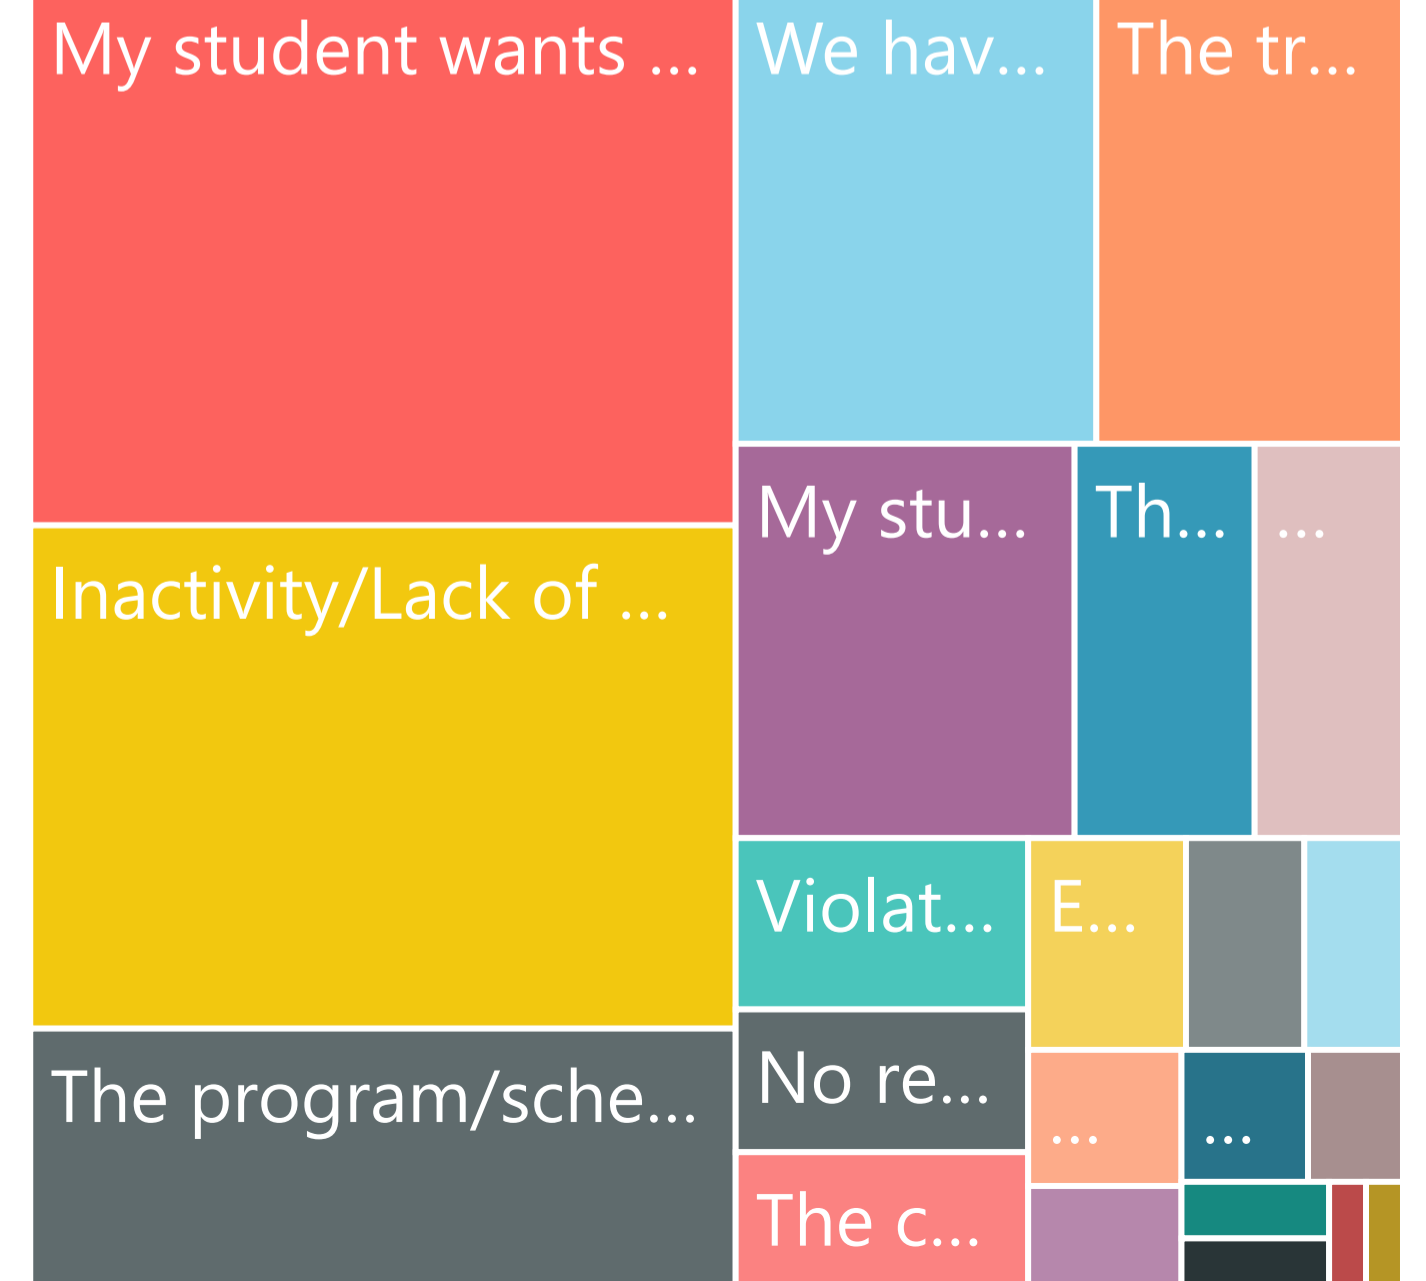 My student wants ...
We hav...
The tr...
Inactivity/Lack of ...
My stu...
Th...
...
The program/sche...
Violat...
E...
No re...
...
...
The c...